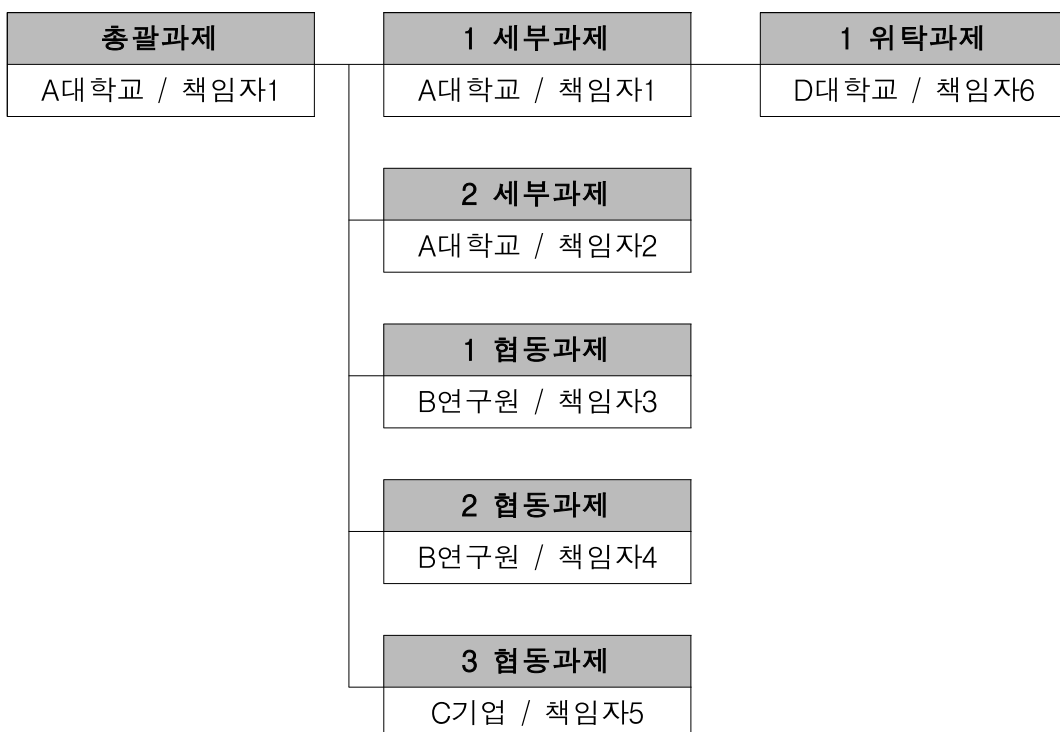 총괄과제
A대학교 / 책임자1
1 세부과제
A대학교 / 책임자1
1 위탁과제
D대학교 / 책임자6
2 세부과제
A대학교 / 책임자2
1 협동과제
B연구원 / 책임자3
2 협동과제
B연구원 / 책임자4
3 협동과제
C기업 / 책임자5